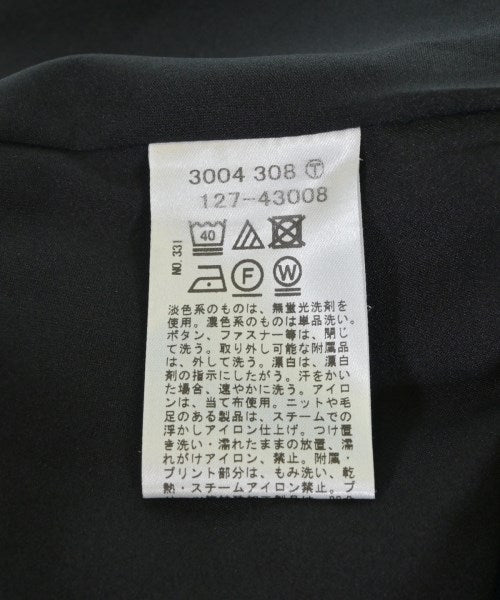 3004 308 Ⓣ
127-43008
NO.331
40
F
W
淡色系のものは、無蛍光洗剤を
使用。濃色系のものは単品洗い。
ボタン、ファスナー等は、閉じ
て洗う。取り外し可能な附属品
は、外して洗う。漂白は、漂白
剤の指示にしたがう。汗をかい
た場合、速やかに洗う。アイロ
ンは、当て布使用。ニットや毛
足のある製品は、スチームでの
浮かしアイロン仕上げ。つけ置
き洗い・濡れたままの放置、濡
れがけアイロン、禁止。附属・
プリント部分は、もみ洗い、乾
熱・スチームアイロン禁止。プ